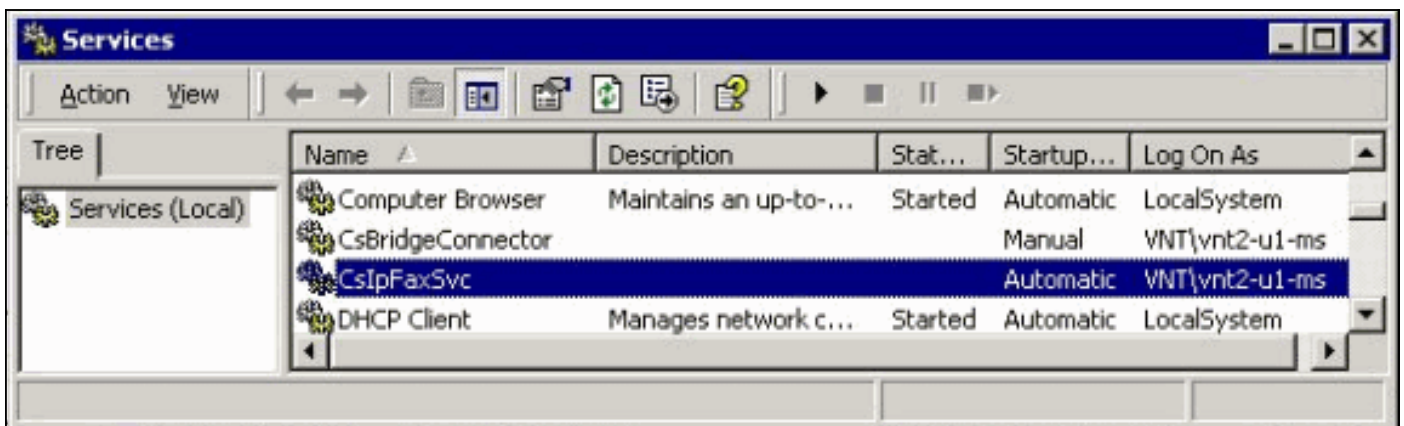 Services
Action View
Tree
Name Description Stat... Startup... Log On As
Services (Local)
Computer Browser Maintains an up-to-... Started Automatic LocalSystem
CsBridgeConnector Manual VNT\vnt2-u1-ms
CsIpFaxSvc Automatic VNT\vnt2-u1-ms
DHCP Client Manages network c... Started Automatic LocalSystem